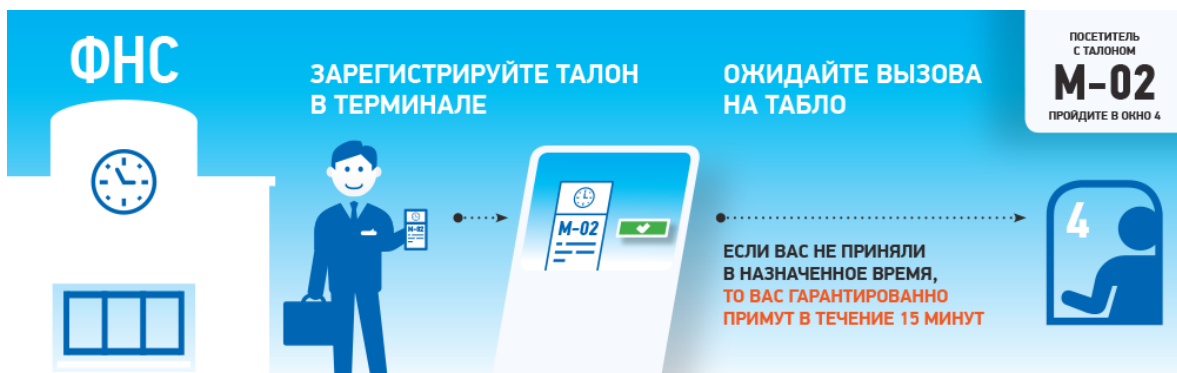 ФНС
ЗАРЕГИСТРИРУЙТЕ ТАЛОН
В ТЕРМИНАЛЕ
М-02
М-02
ОЖИДАЙТЕ ВЫЗОВА
НА ТАБЛО
ЕСЛИ ВАС НЕ ПРИНЯЛИ
В НАЗНАЧЕННОЕ ВРЕМЯ,
ТО ВАС ГАРАНТИРОВАННО
ПРИМУТ В ТЕЧЕНИЕ 15 МИНУТ
ПОСЕТИТЕЛЬ
С ТАЛОНОМ
М-02
ПРОЙДИТЕ В ОКНО 4
4